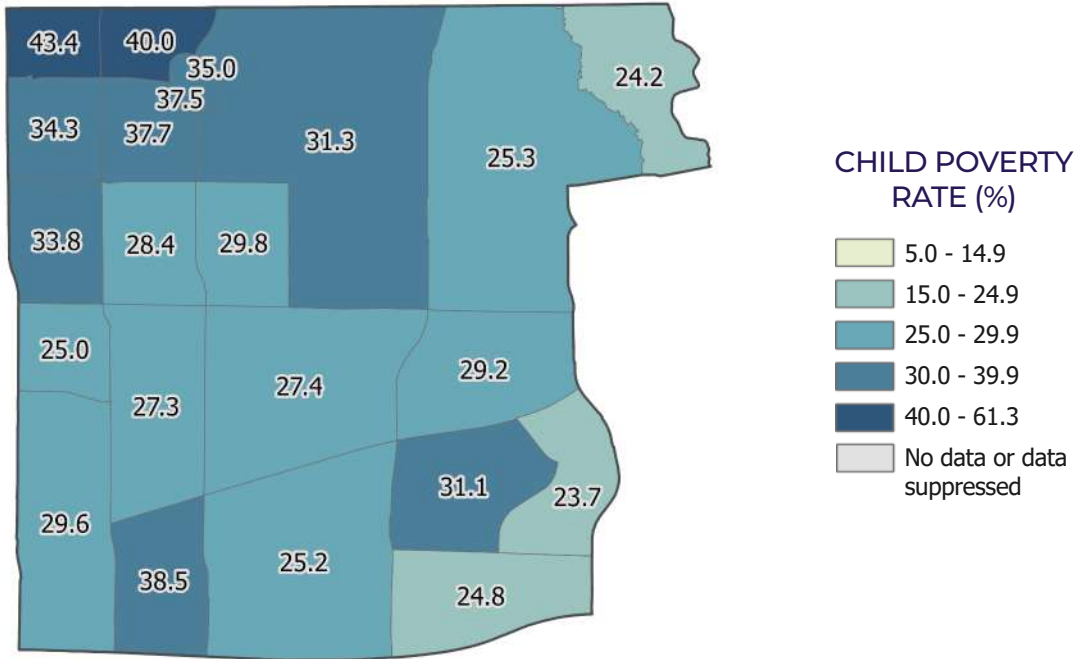 43.4
40.0
35.0
24.2
37.5
34.3
37.7
31.3
25.3
33.8
28.4
29.8
25.0
27.3
27.4
29.2
31.1
23.7
29.6
38.5
25.2
24.8
CHILD POVERTY
RATE (%)
5.0 - 14.9
15.0 - 24.9
25.0 - 29.9
30.0 - 39.9
40.0 - 61.3
No data or data
suppressed